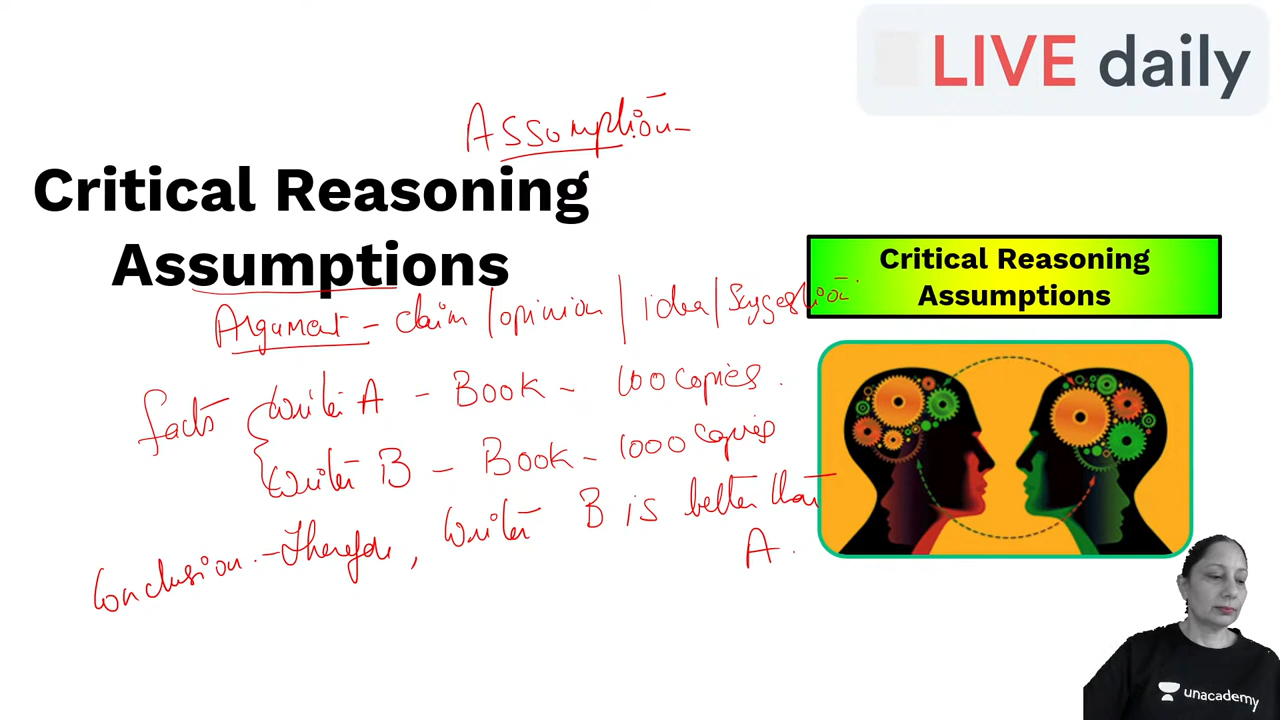 LIVE daily
Assumption
Critical Reasoning
Assumptions
Critical Reasoning
Assumptions
Argument - claim / opinion / idea / suggestion.
facts { Writer A - Book - 100 copies.
Writer B - Book - 1000 copies
Conclusion - Therefore, Writer B is better than
A.
unacademy